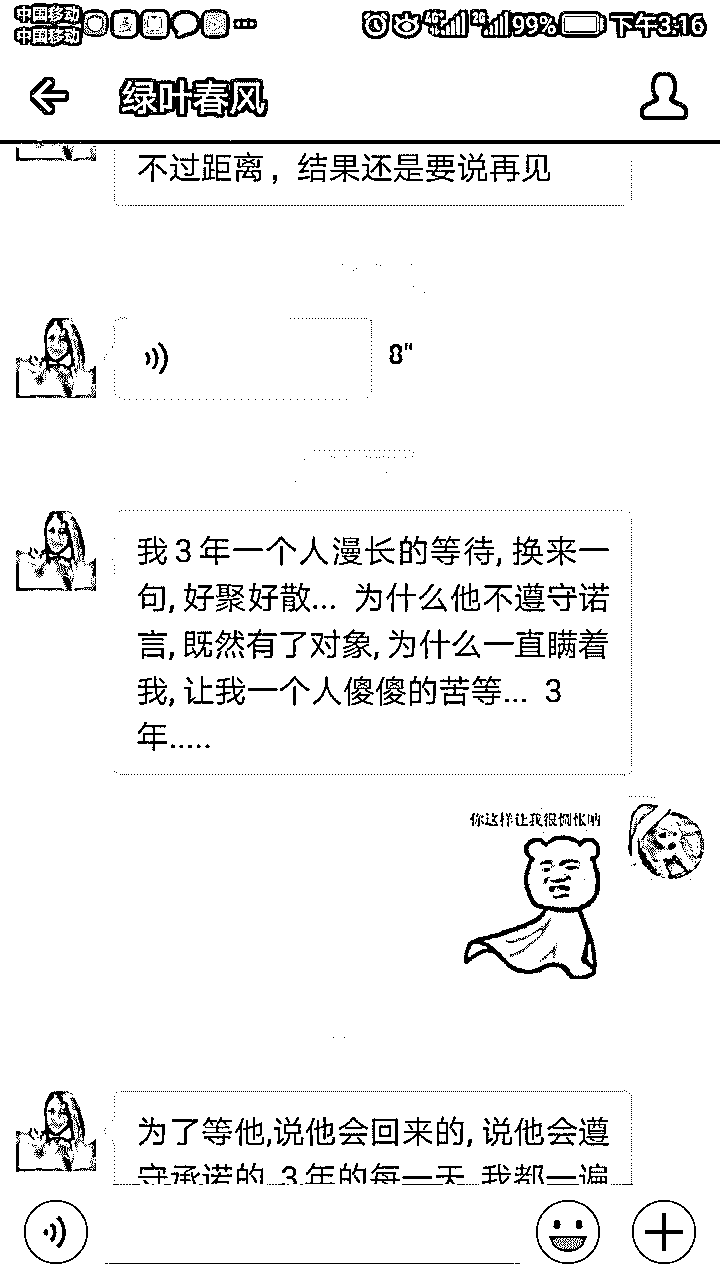 中国移动
中国移动
4G
2G
99%
下午3:16
绿叶春风
不过距离，结果还是要说再见
8"
我3年一个人漫长的等待,换来一
句,好聚好散... 为什么他不遵守诺
言,既然有了对象,为什么一直瞒着
我,让我一个人傻傻的苦等... 3
年.....
你这样让我很惆怅呐
为了等他,说他会回来的,说他会遵
守承诺的 3年的每一天 我都一遍